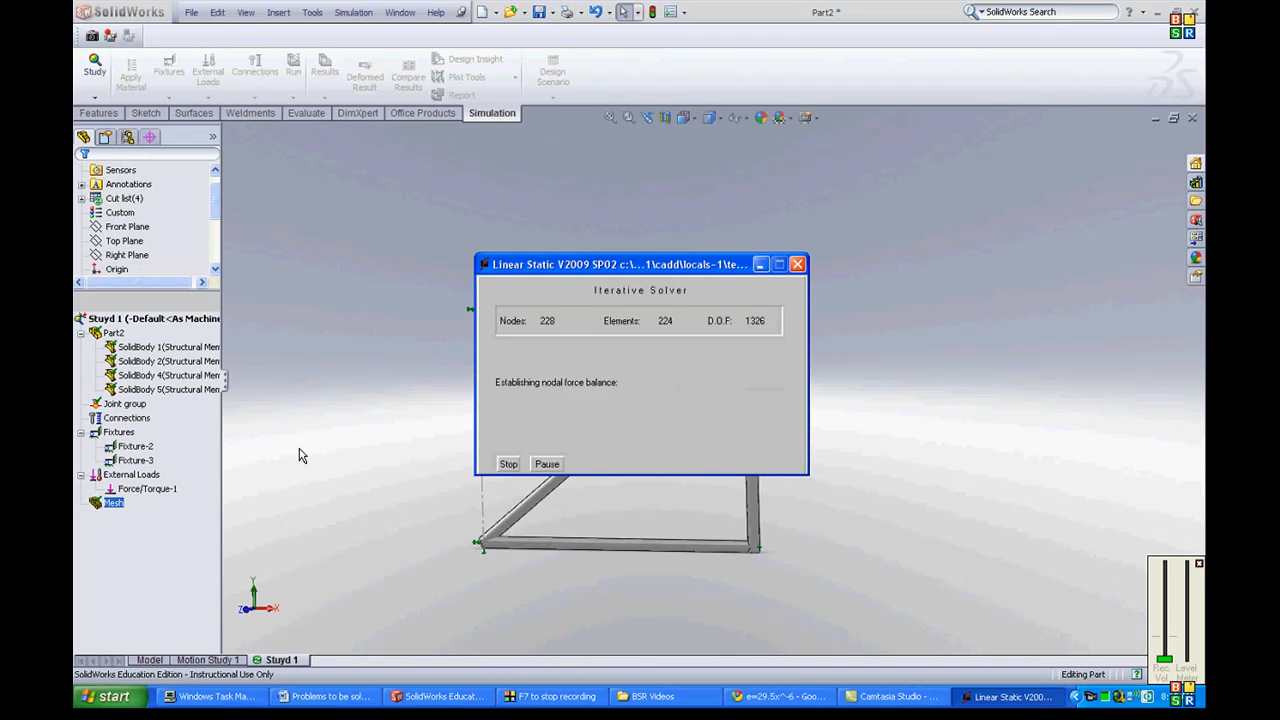 SolidWorks File Edit View Insert Tools Simulation Window Help Part2 * SolidWorks Search
B
S R
Study Apply Material Fixtures External Loads Connections Run Results Deformed Result Compare Results Design Insight Plot Tools Report Design Scenario
Features Sketch Surfaces Weldments Evaluate DimXpert Office Products Simulation
Sensors
Annotations
Cut list(4)
Custom
Front Plane
Top Plane
Right Plane
Origin
Linear Static V2009 SP02 c:\...1\cadd\locals~1\te...
Iterative Solver
Nodes: 228 Elements: 224 D.O.F: 1326
Establishing nodal force balance:
Stop Pause
Stuyd 1 (-Default<As Machine
Part2
SolidBody 1(Structural Mem
SolidBody 2(Structural Mem
SolidBody 4(Structural Mem
SolidBody 5(Structural Mem
Joint group
Connections
Fixtures
Fixture-2
Fixture-3
External Loads
Force/Torque-1
Mesh
Y
Z X
Rec. Level
Vol. Meter
Model Motion Study 1 Stuyd 1
SolidWorks Education Edition - Instructional Use Only Editing Part
start Windows Task Ma... Problems to be sol... SolidWorks Educat... F7 to stop recording BSR Videos e=29.5x^-6 - Goo... Camtasia Studio - ... Linear Static V200...
B
S R